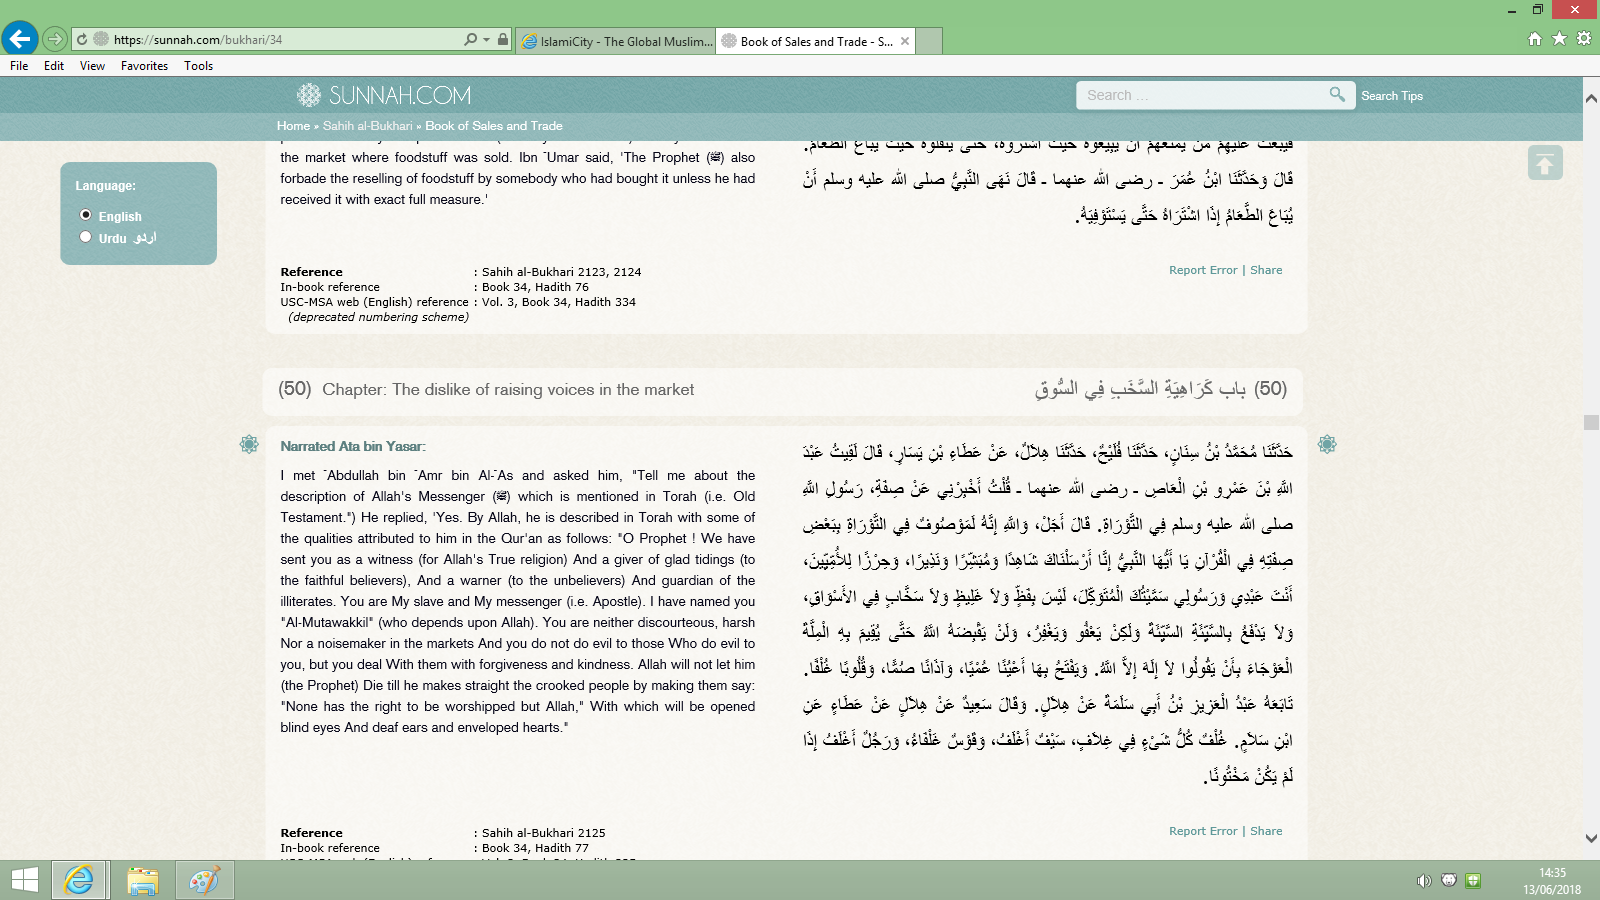 https://sunnah.com/bukhari/34
IslamiCity - The Global Muslim...
Book of Sales and Trade - S...
File Edit View Favorites Tools
SUNNAH.COM
Search ...
Search Tips
Home » Sahih al-Bukhari » Book of Sales and Trade
Language:
English
Urdu اردو
the market where foodstuff was sold. Ibn `Umar said, 'The Prophet (ﷺ) also
forbade the reselling of foodstuff by somebody who had bought it unless he had
received it with exact full measure.'
فَيَبْعَثُ عَلَيْهِمْ مَنْ يَمْنَعُهُمْ أَنْ يَبِيعُوهُ حَيْثُ اشْتَرَوْهُ، حَتَّى يَنْقُلُوهُ حَيْثُ يُبَاعُ الطَّعَامُ.
قَالَ وَحَدَّثَنَا ابْنُ عُمَرَ ـ رضى الله عنهما ـ قَالَ نَهَى النَّبِيُّ صلى الله عليه وسلم أَنْ
يُبَاعَ الطَّعَامُ إِذَا اشْتَرَاهُ حَتَّى يَسْتَوْفِيَهُ.
Reference : Sahih al-Bukhari 2123, 2124
In-book reference : Book 34, Hadith 76
USC-MSA web (English) reference : Vol. 3, Book 34, Hadith 334
(deprecated numbering scheme)
Report Error | Share
(50) Chapter: The dislike of raising voices in the market
(50) باب كَرَاهِيَةِ السَّخَبِ فِي السُّوقِ
Narrated Ata bin Yasar:
I met `Abdullah bin `Amr bin Al-`As and asked him, "Tell me about the
description of Allah's Messenger (ﷺ) which is mentioned in Torah (i.e. Old
Testament.") He replied, 'Yes. By Allah, he is described in Torah with some of
the qualities attributed to him in the Qur'an as follows: "O Prophet ! We have
sent you as a witness (for Allah's True religion) And a giver of glad tidings (to
the faithful believers), And a warner (to the unbelievers) And guardian of the
illiterates. You are My slave and My messenger (i.e. Apostle). I have named you
"Al-Mutawakkil" (who depends upon Allah). You are neither discourteous, harsh
Nor a noisemaker in the markets And you do not do evil to those Who do evil to
you, but you deal With them with forgiveness and kindness. Allah will not let him
(the Prophet) Die till he makes straight the crooked people by making them say:
"None has the right to be worshipped but Allah," With which will be opened
blind eyes And deaf ears and enveloped hearts."
حَدَّثَنَا مُحَمَّدُ بْنُ سِنَانٍ، حَدَّثَنَا فُلَيْحٌ، حَدَّثَنَا هِلاَلٌ، عَنْ عَطَاءِ بْنِ يَسَارٍ، قَالَ لَقِيتُ عَبْدَ
اللَّهِ بْنَ عَمْرِو بْنِ الْعَاصِ ـ رضى الله عنهما ـ قُلْتُ أَخْبِرْنِي عَنْ صِفَةِ، رَسُولِ اللَّهِ
صلى الله عليه وسلم فِي التَّوْرَاةِ. قَالَ أَجَلْ، وَاللَّهِ إِنَّهُ لَمَوْصُوفٌ فِي التَّوْرَاةِ بِبَعْضِ
صِفَتِهِ فِي الْقُرْآنِ يَا أَيُّهَا النَّبِيُّ إِنَّا أَرْسَلْنَاكَ شَاهِدًا وَمُبَشِّرًا وَنَذِيرًا، وَحِرْزًا لِلأُمِّيِّينَ،
أَنْتَ عَبْدِي وَرَسُولِي سَمَّيْتُكَ الْمُتَوَكِّلَ، لَيْسَ بِفَظٍّ وَلاَ غَلِيظٍ وَلاَ سَخَّابٍ فِي الأَسْوَاقِ،
وَلاَ يَدْفَعُ بِالسَّيِّئَةِ السَّيِّئَةَ وَلَكِنْ يَعْفُو وَيَغْفِرُ، وَلَنْ يَقْبِضَهُ اللَّهُ حَتَّى يُقِيمَ بِهِ الْمِلَّةَ
الْعَوْجَاءَ بِأَنْ يَقُولُوا لاَ إِلَهَ إِلاَّ اللَّهُ. وَيَفْتَحُ بِهَا أَعْيُنًا عُمْيًا، وَآذَانًا صُمًّا، وَقُلُوبًا غُلْفًا.
تَابَعَهُ عَبْدُ الْعَزِيزِ بْنُ أَبِي سَلَمَةَ عَنْ هِلاَلٍ. وَقَالَ سَعِيدٌ عَنْ هِلاَلٍ عَنْ عَطَاءٍ عَنِ
ابْنِ سَلاَمٍ. غُلْفٌ كُلُّ شَىْءٍ فِي غِلاَفٍ، سَيْفٌ أَغْلَفُ، وَقَوْسٌ غَلْفَاءُ، وَرَجُلٌ أَغْلَفُ إِذَا
لَمْ يَكُنْ مَخْتُونًا.
Reference : Sahih al-Bukhari 2125
In-book reference : Book 34, Hadith 77
Report Error | Share
14:35
13/06/2018